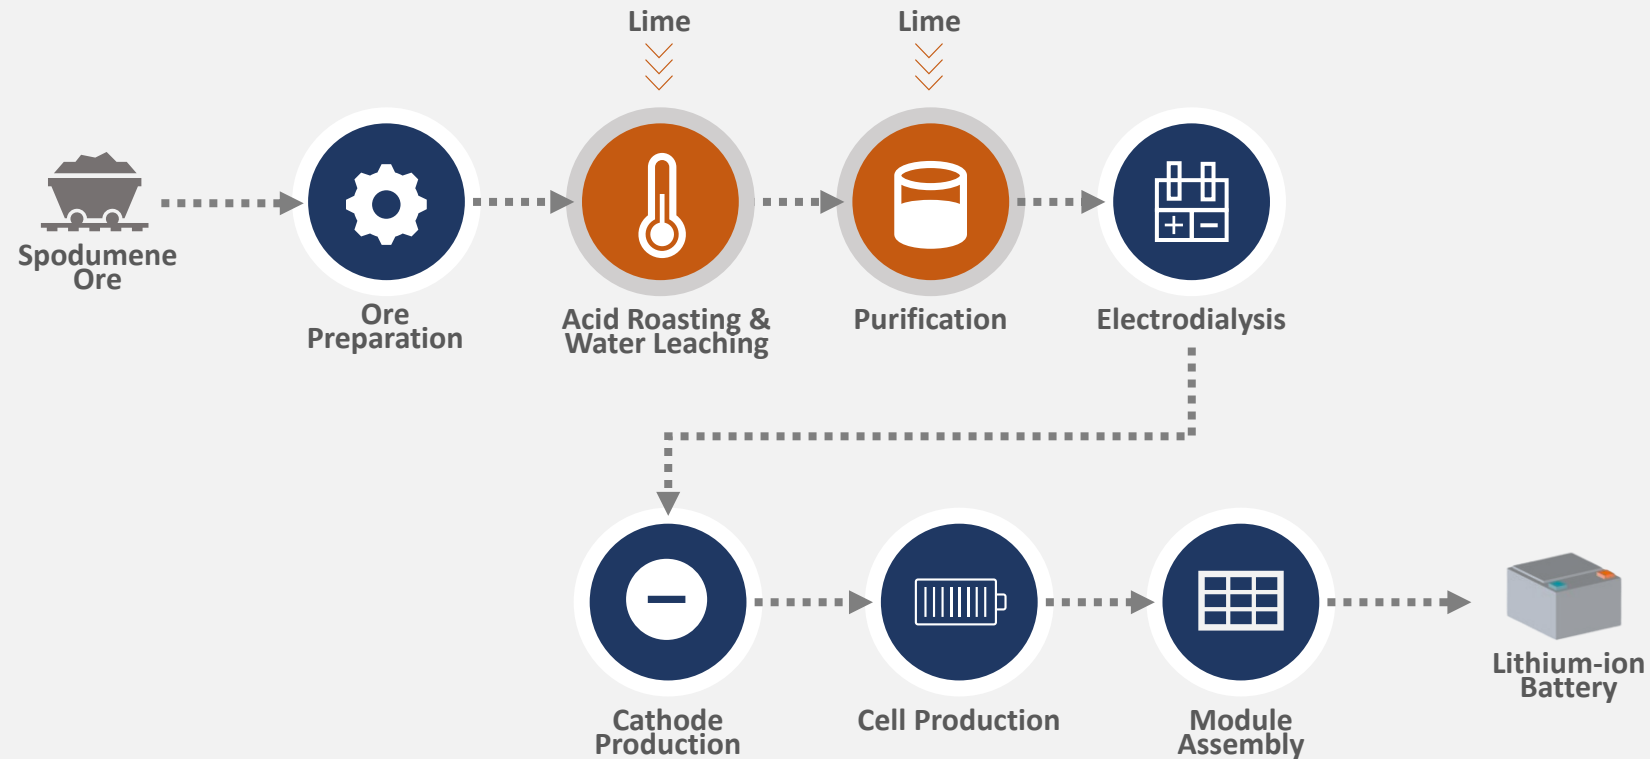 Lime
Lime
Spodumene
Ore
Ore
Preparation
Acid Roasting &
Water Leaching
Purification
Electrodialysis
Cathode
Production
Cell Production
Module
Assembly
Lithium-ion
Battery